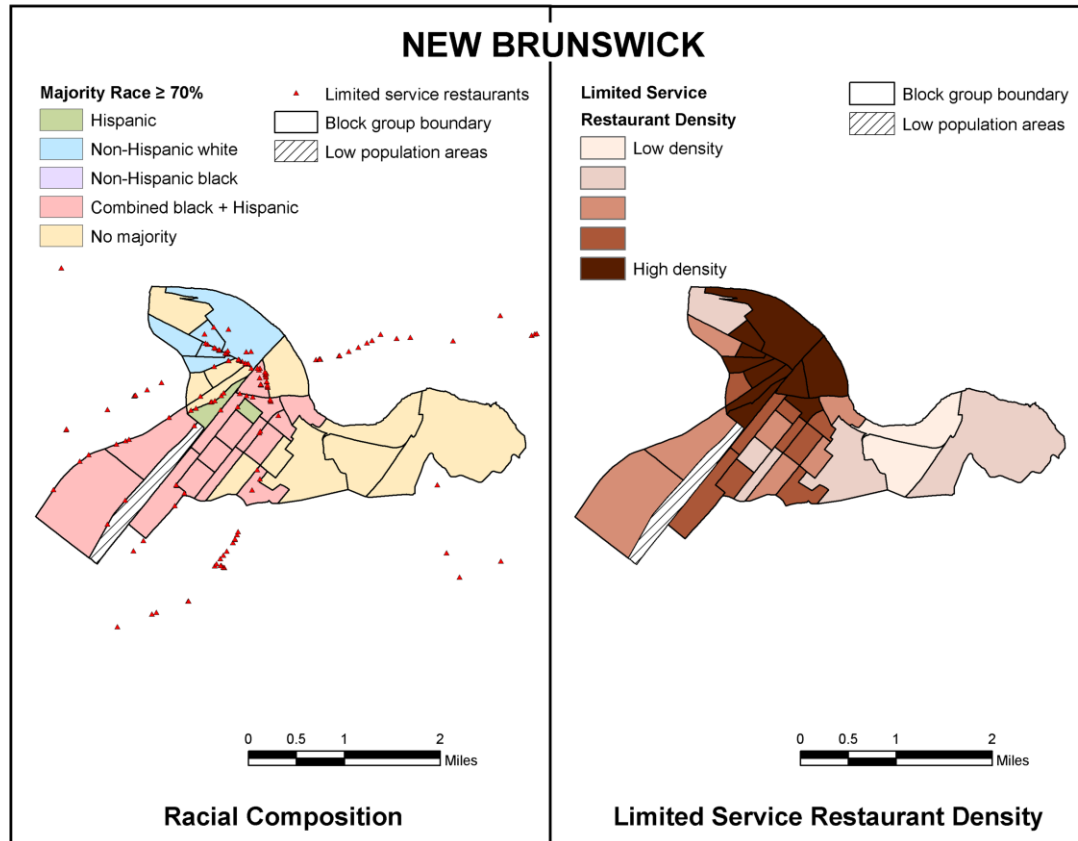 NEW BRUNSWICK
Majority Race ≥ 70%
Hispanic
Non-Hispanic white
Non-Hispanic black
Combined black + Hispanic
No majority
Limited service restaurants
Block group boundary
Low population areas
0 0.5 1 2
Miles
Racial Composition
Limited Service
Restaurant Density
Low density
High density
Block group boundary
Low population areas
0 0.5 1 2
Miles
Limited Service Restaurant Density